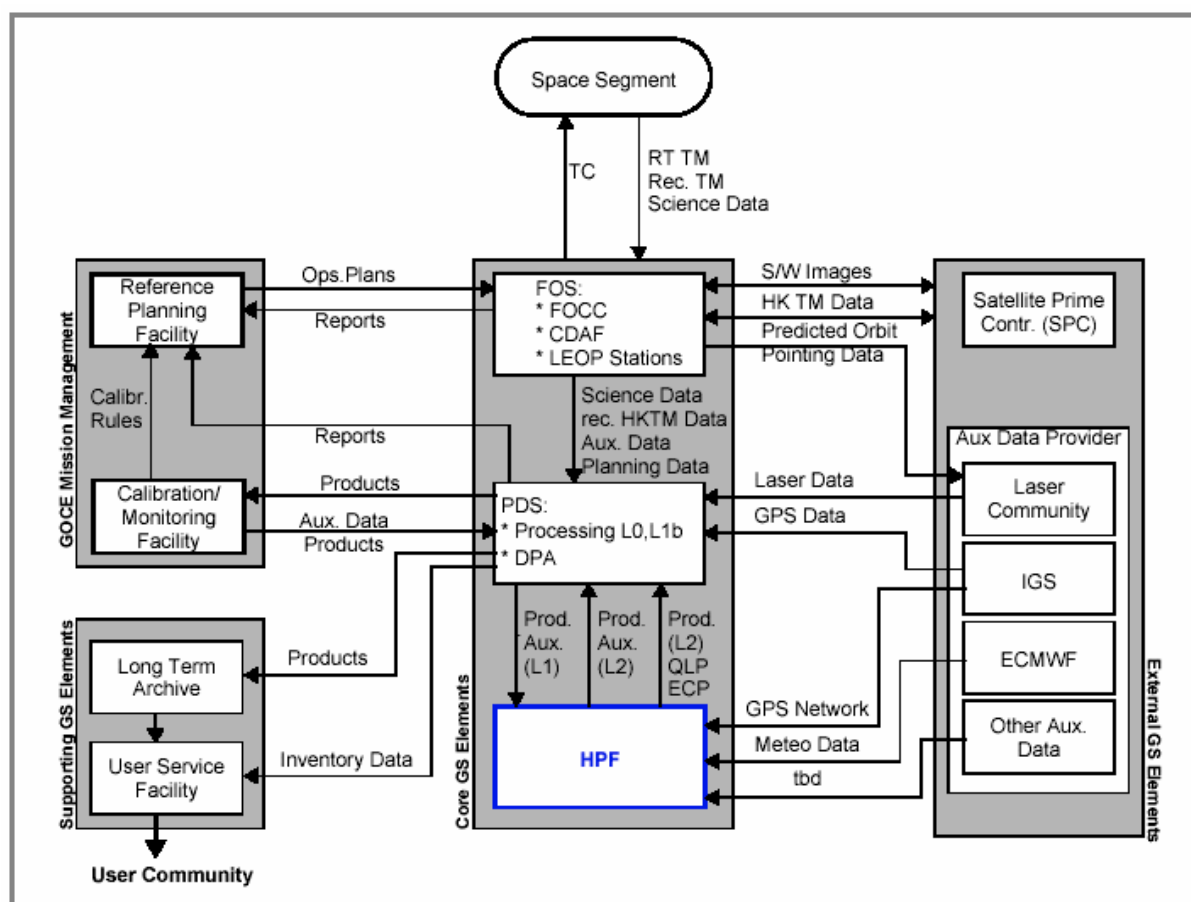 Space Segment
TC
RT TM
Rec. TM
Science Data
GOCE Mission Management
Reference
Planning
Facility
Calibr.
Rules
Calibration/
Monitoring
Facility
Ops.Plans
Reports
Reports
Products
Aux. Data
Products
Core GS Elements
FOS:
* FOCC
* CDAF
* LEOP Stations
Science Data
rec. HKTM Data
Aux. Data
Planning Data
PDS:
* Processing L0,L1b
* DPA
Prod.
Aux.
(L1)
Prod.
Aux.
(L2)
Prod.
(L2)
QLP
ECP
HPF
S/W Images
HK TM Data
Predicted Orbit
Pointing Data
Laser Data
GPS Data
GPS Network
Meteo Data
tbd
External GS Elements
Satellite Prime
Contr. (SPC)
Aux Data Provider
Laser
Community
IGS
ECMWF
Other Aux.
Data
Supporting GS Elements
Long Term
Archive
User Service
Facility
Products
Inventory Data
User Community